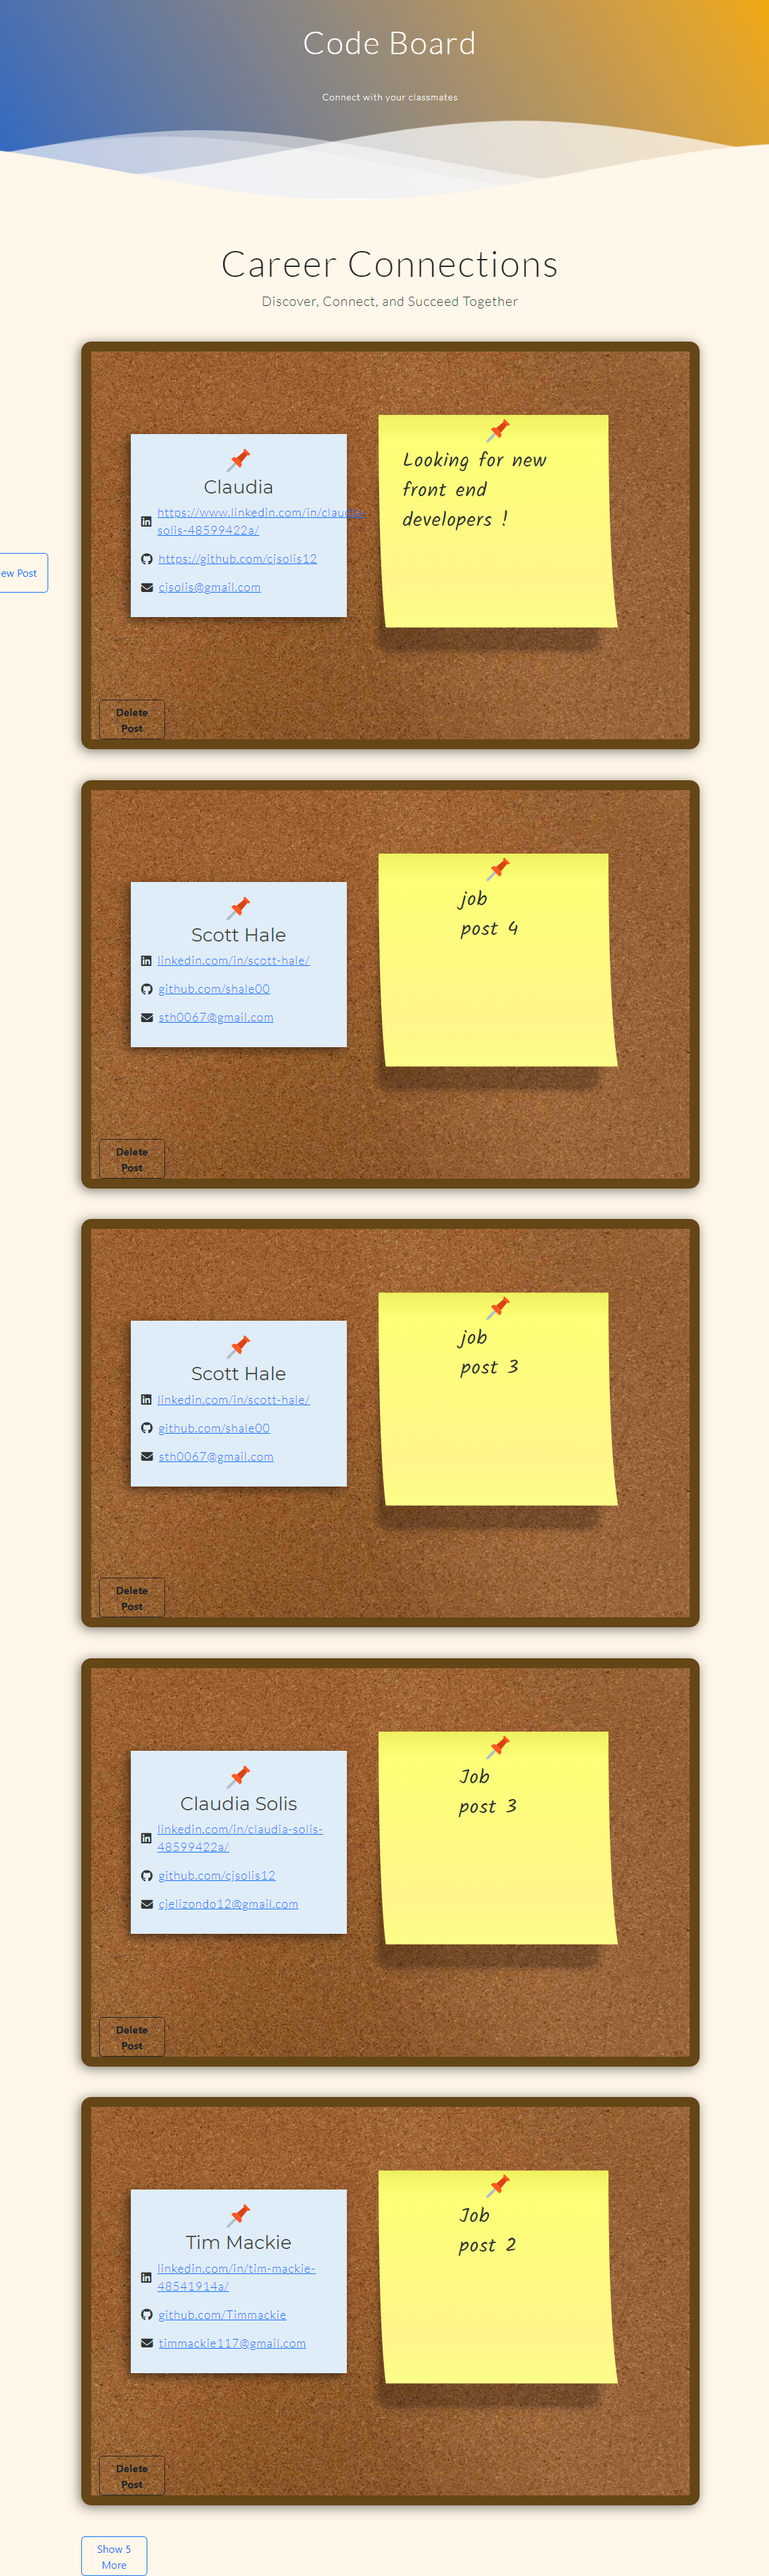 Code Board
Connect with your classmates
Career Connections
Discover, Connect, and Succeed Together
Claudia
https://www.linkedin.com/in/claudia-
solis-48599422a/
https://github.com/cjsolis12
cjsolis@gmail.com
Looking for new
front end
developers !
ew Post
Delete
Post
Scott Hale
linkedin.com/in/scott-hale/
github.com/shale00
sth0067@gmail.com
job
post 4
Delete
Post
Scott Hale
linkedin.com/in/scott-hale/
github.com/shale00
sth0067@gmail.com
job
post 3
Delete
Post
Claudia Solis
linkedin.com/in/claudia-solis-
48599422a/
github.com/cjsolis12
cjelizondo12@gmail.com
Job
post 3
Delete
Post
Tim Mackie
linkedin.com/in/tim-mackie-
48541914a/
github.com/Timmackie
timmackie117@gmail.com
Job
post 2
Delete
Post
Show 5
More